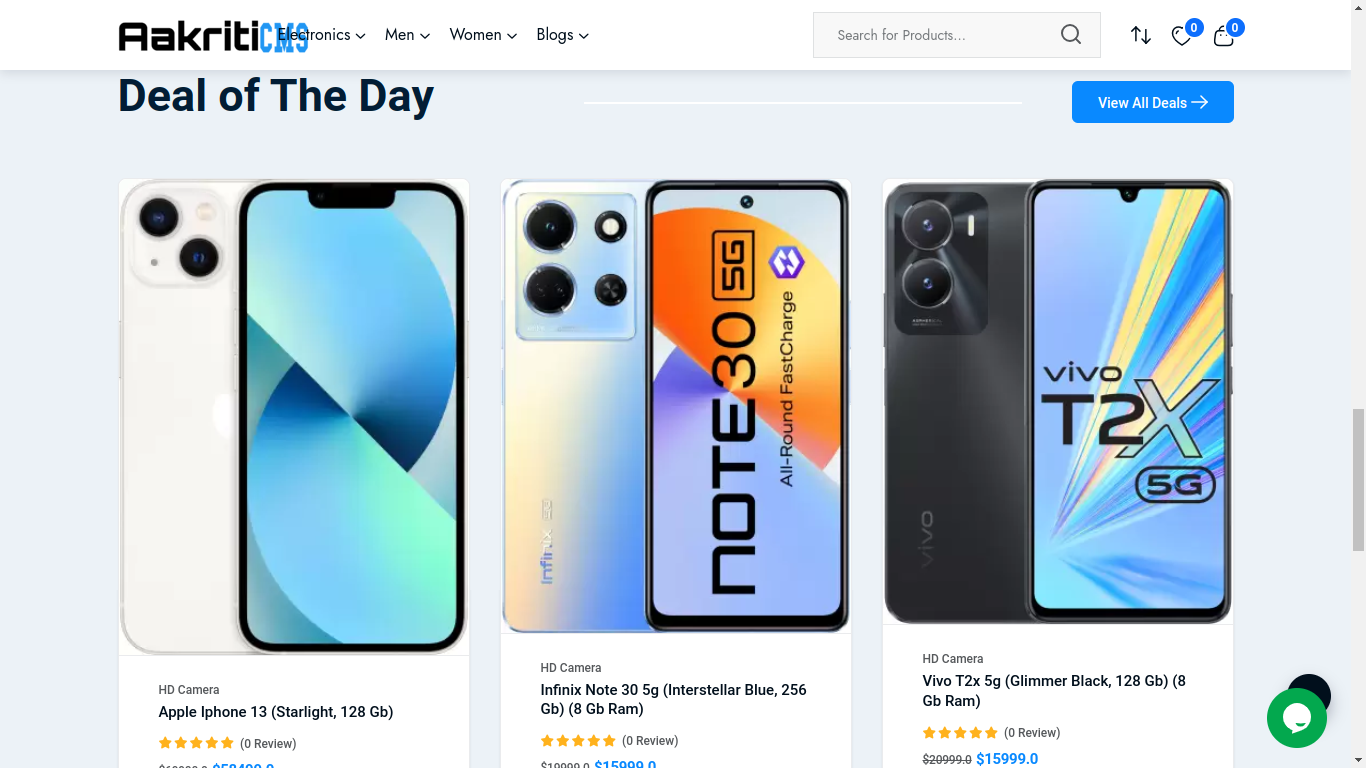 AakritiCMS
Electronics
Men
Women
Blogs
Search for Products...
0
0
Deal of The Day
View All Deals
NOTE 30 5G
All-Round FastCharge
Infinix
vivo
T2X
5G
vivo
HD Camera
Apple Iphone 13 (Starlight, 128 Gb)
(0 Review)
HD Camera
Infinix Note 30 5g (Interstellar Blue, 256
Gb) (8 Gb Ram)
(0 Review)
$19999.0 $15999.0
HD Camera
Vivo T2x 5g (Glimmer Black, 128 Gb) (8
Gb Ram)
(0 Review)
$20999.0 $15999.0